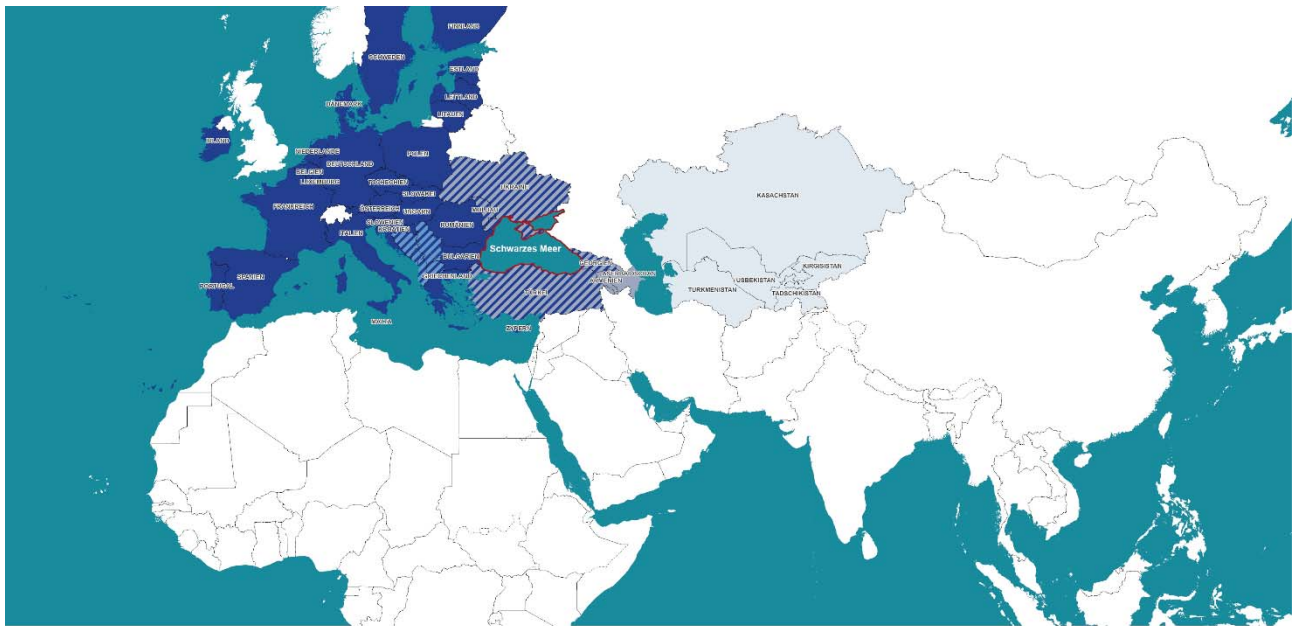 FINNLAND
SCHWEDEN
ESTLAND
LETTLAND
DÄNEMARK
LITAUEN
IRLAND
NIEDERLANDE
POLEN
DEUTSCHLAND
BELGIEN
LUXEMBURG
TSCHECHIEN
UKRAINE
SLOWAKEI
KASACHSTAN
FRANKREICH
ÖSTERREICH
UNGARN
MOLDAU
SLOWENIEN
RUMÄNIEN
KROATIEN
ITALIEN
Schwarzes Meer
BULGARIEN
GEORGIEN
KIRGISISTAN
SPANIEN
GRIECHENLAND
ASERBAIDSCHAN
ARMENIEN
USBEKISTAN
PORTUGAL
TÜRKEI
TURKMENISTAN
TADSCHIKISTAN
MALTA
ZYPERN